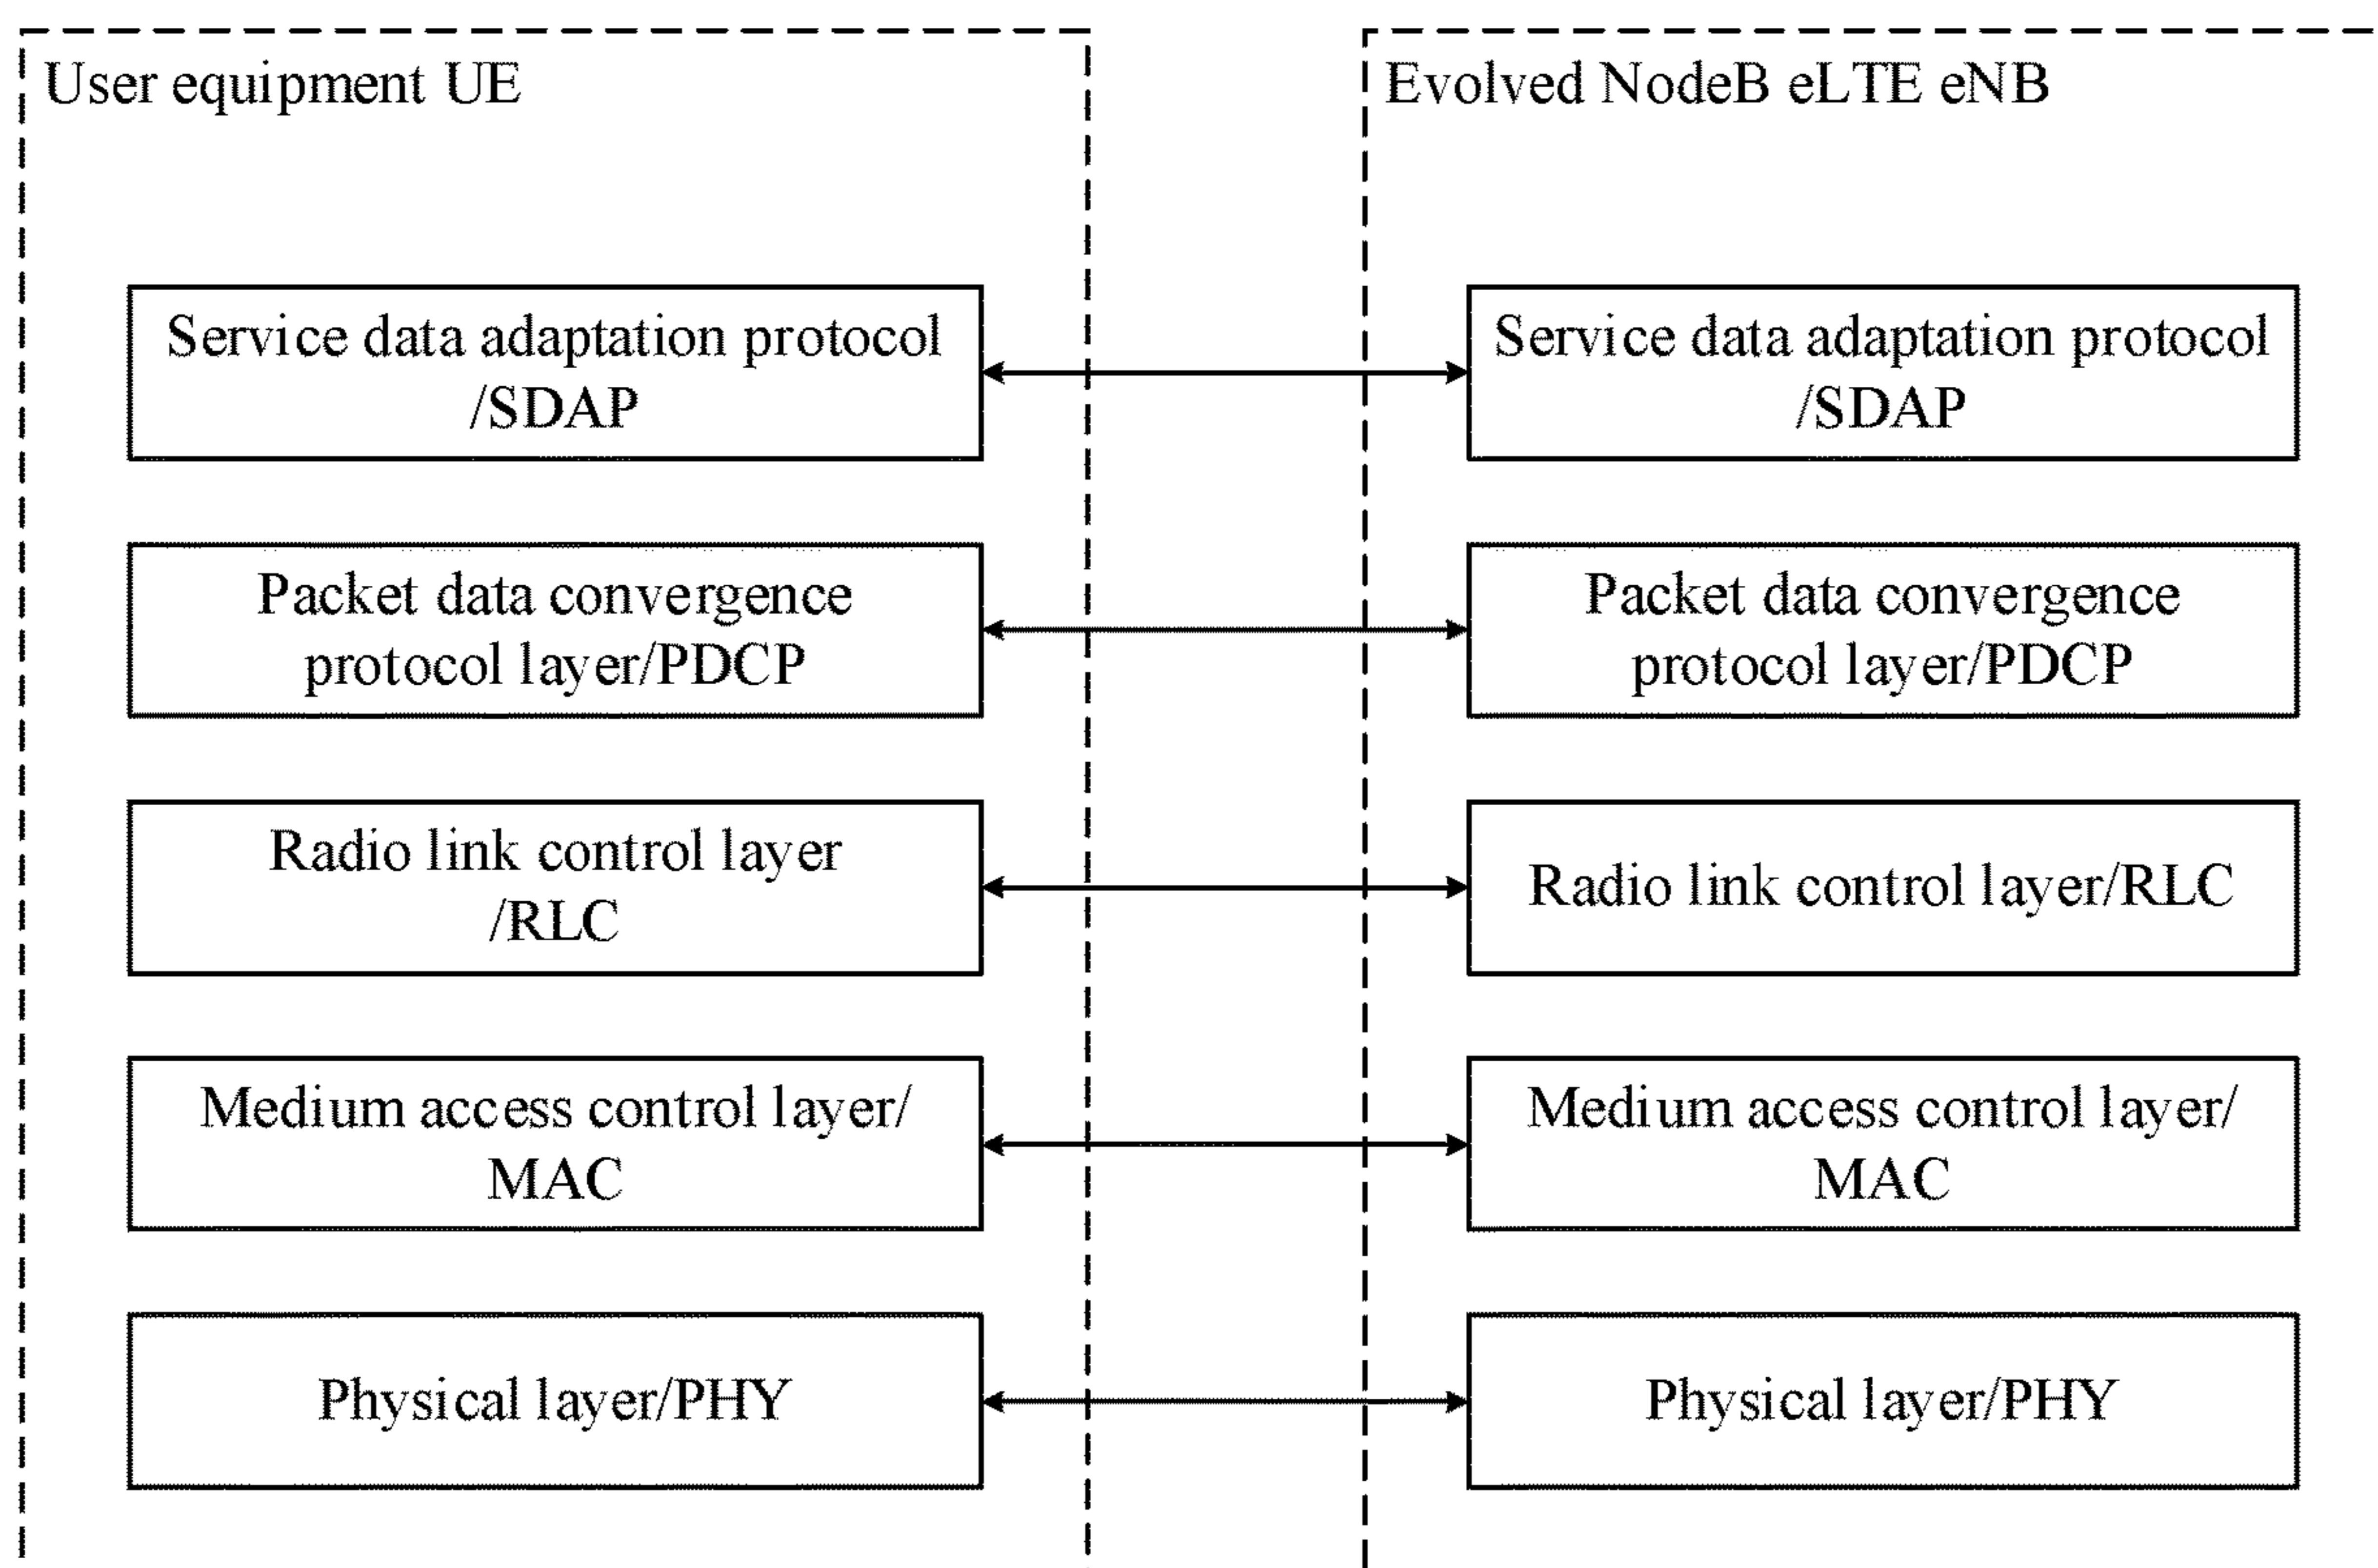 User equipment UE
Evolved NodeB eLTE eNB
Service data adaptation protocol
/SDAP
Service data adaptation protocol
/SDAP
Packet data convergence
protocol layer/PDCP
Packet data convergence
protocol layer/PDCP
Radio link control layer
/RLC
Radio link control layer/RLC
Medium access control layer/
MAC
Medium access control layer/
MAC
Physical layer/PHY
Physical layer/PHY